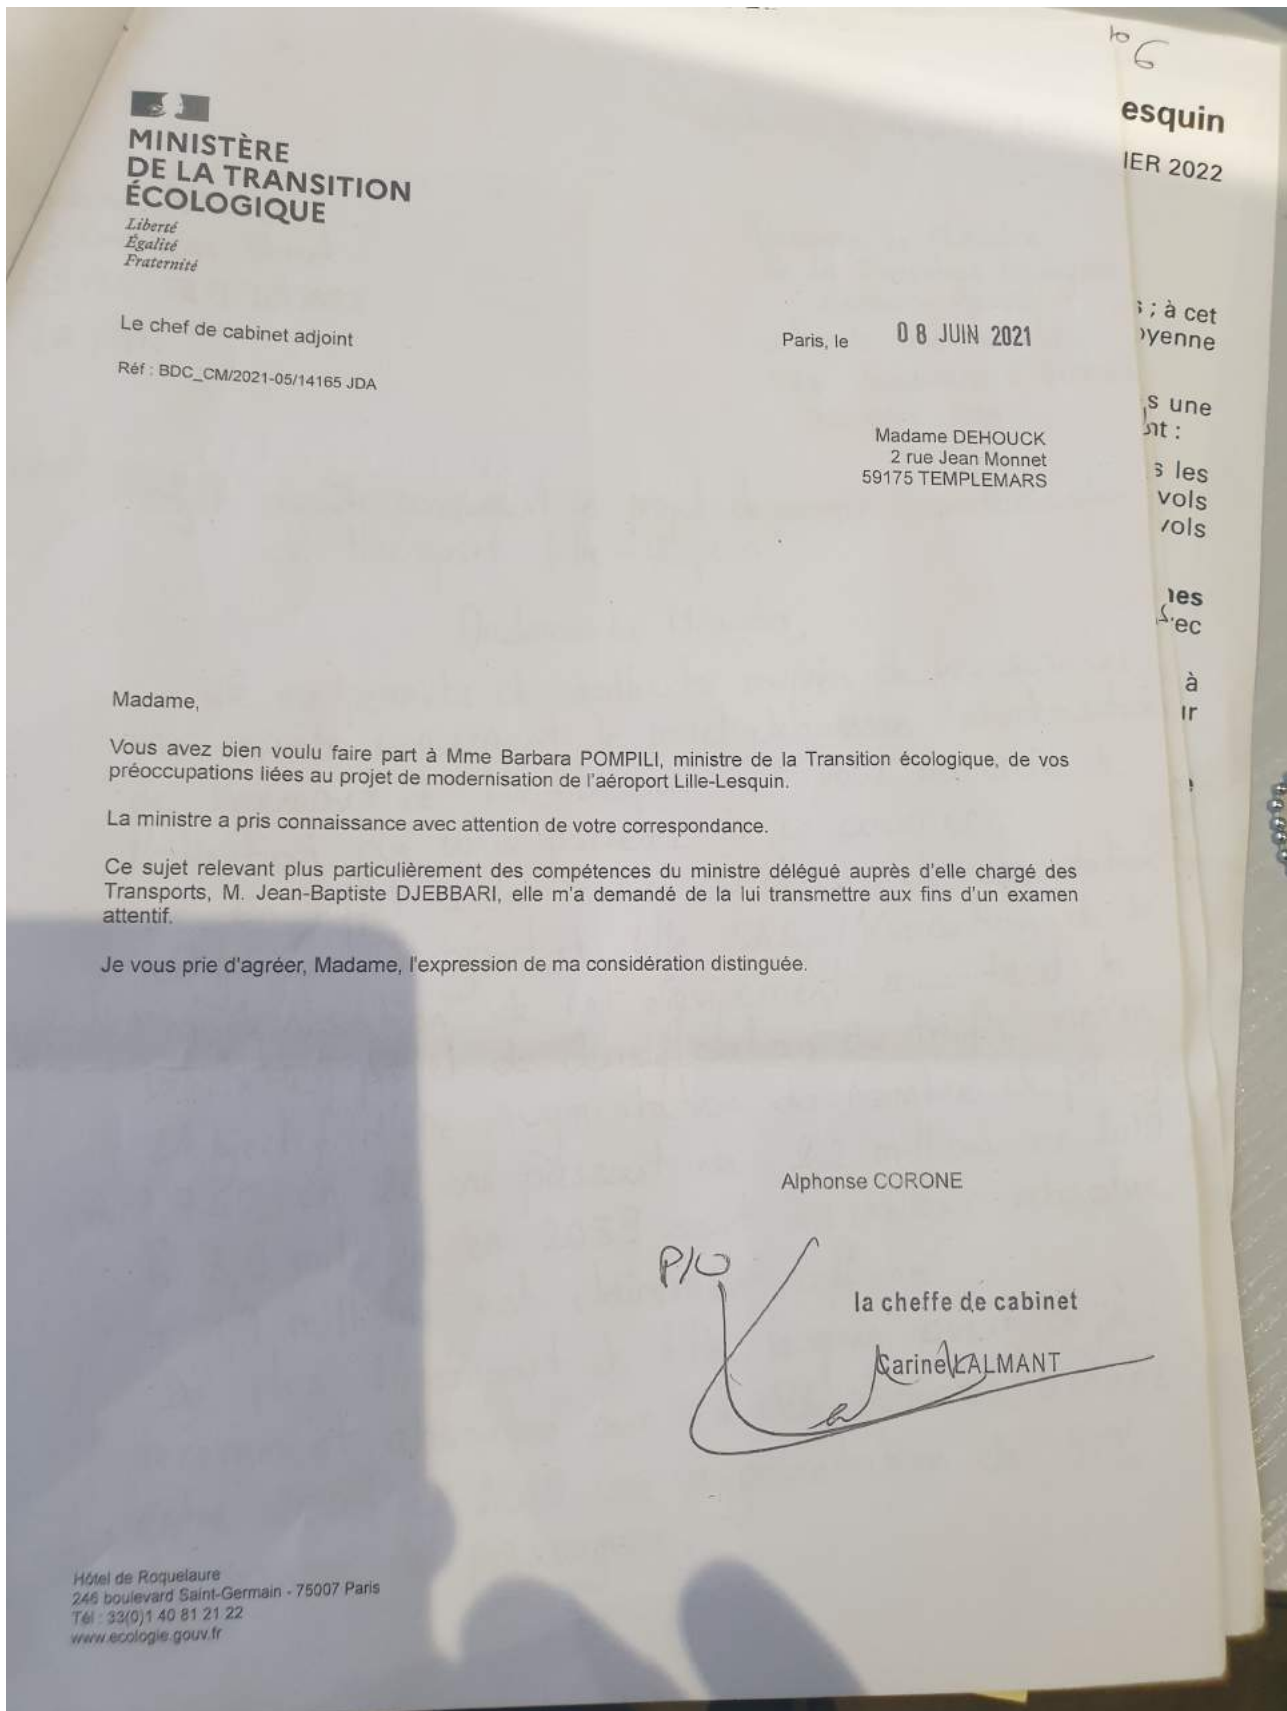 MINISTÈRE
DE LA TRANSITION
ÉCOLOGIQUE
Liberté
Égalité
Fraternité
Le chef de cabinet adjoint
Réf : BDC_CM/2021-05/14165 JDA
Paris, le 08 JUIN 2021
Madame DEHOUCK
2 rue Jean Monnet
59175 TEMPLEMARS
Madame,
Vous avez bien voulu faire part à Mme Barbara POMPILI, ministre de la Transition écologique, de vos
préoccupations liées au projet de modernisation de l'aéroport Lille-Lesquin.
La ministre a pris connaissance avec attention de votre correspondance.
Ce sujet relevant plus particulièrement des compétences du ministre délégué auprès d'elle chargé des
Transports, M. Jean-Baptiste DJEBBARI, elle m'a demandé de la lui transmettre aux fins d'un examen
attentif.
Je vous prie d'agréer, Madame, l'expression de ma considération distinguée.
Alphonse CORONE
P/O
la cheffe de cabinet
Carine LALMANT
Hôtel de Roquelaure
246 boulevard Saint-Germain - 75007 Paris
Tél : 33(0)1 40 81 21 22
www.ecologie.gouv.fr
6
esquin
IER 2022
s ; à cet
oyenne
s une
nt :
s les
vols
vols
nes
ec
à
ur